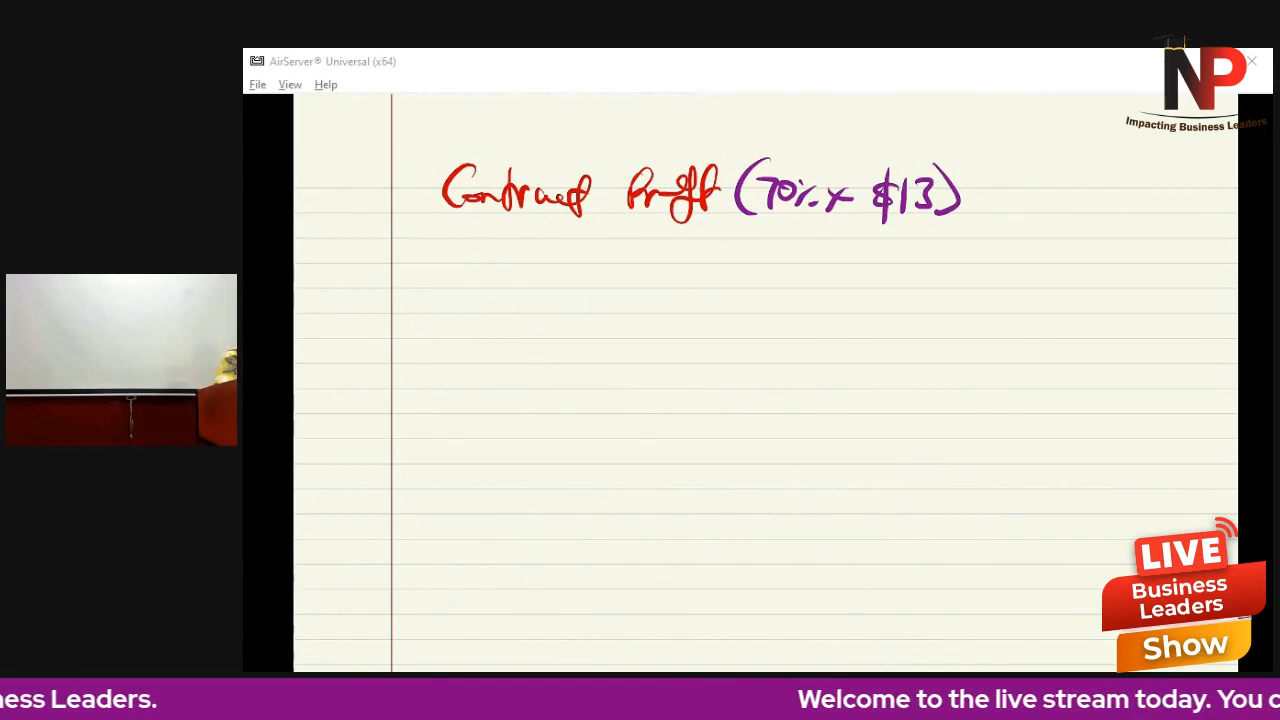 AirServer® Universal (x64)
File View Help
NP
Impacting Business Leaders
Contract Profit (70% x $13)
LIVE
Business
Leaders
Show
ness Leaders. Welcome to the live stream today. You c